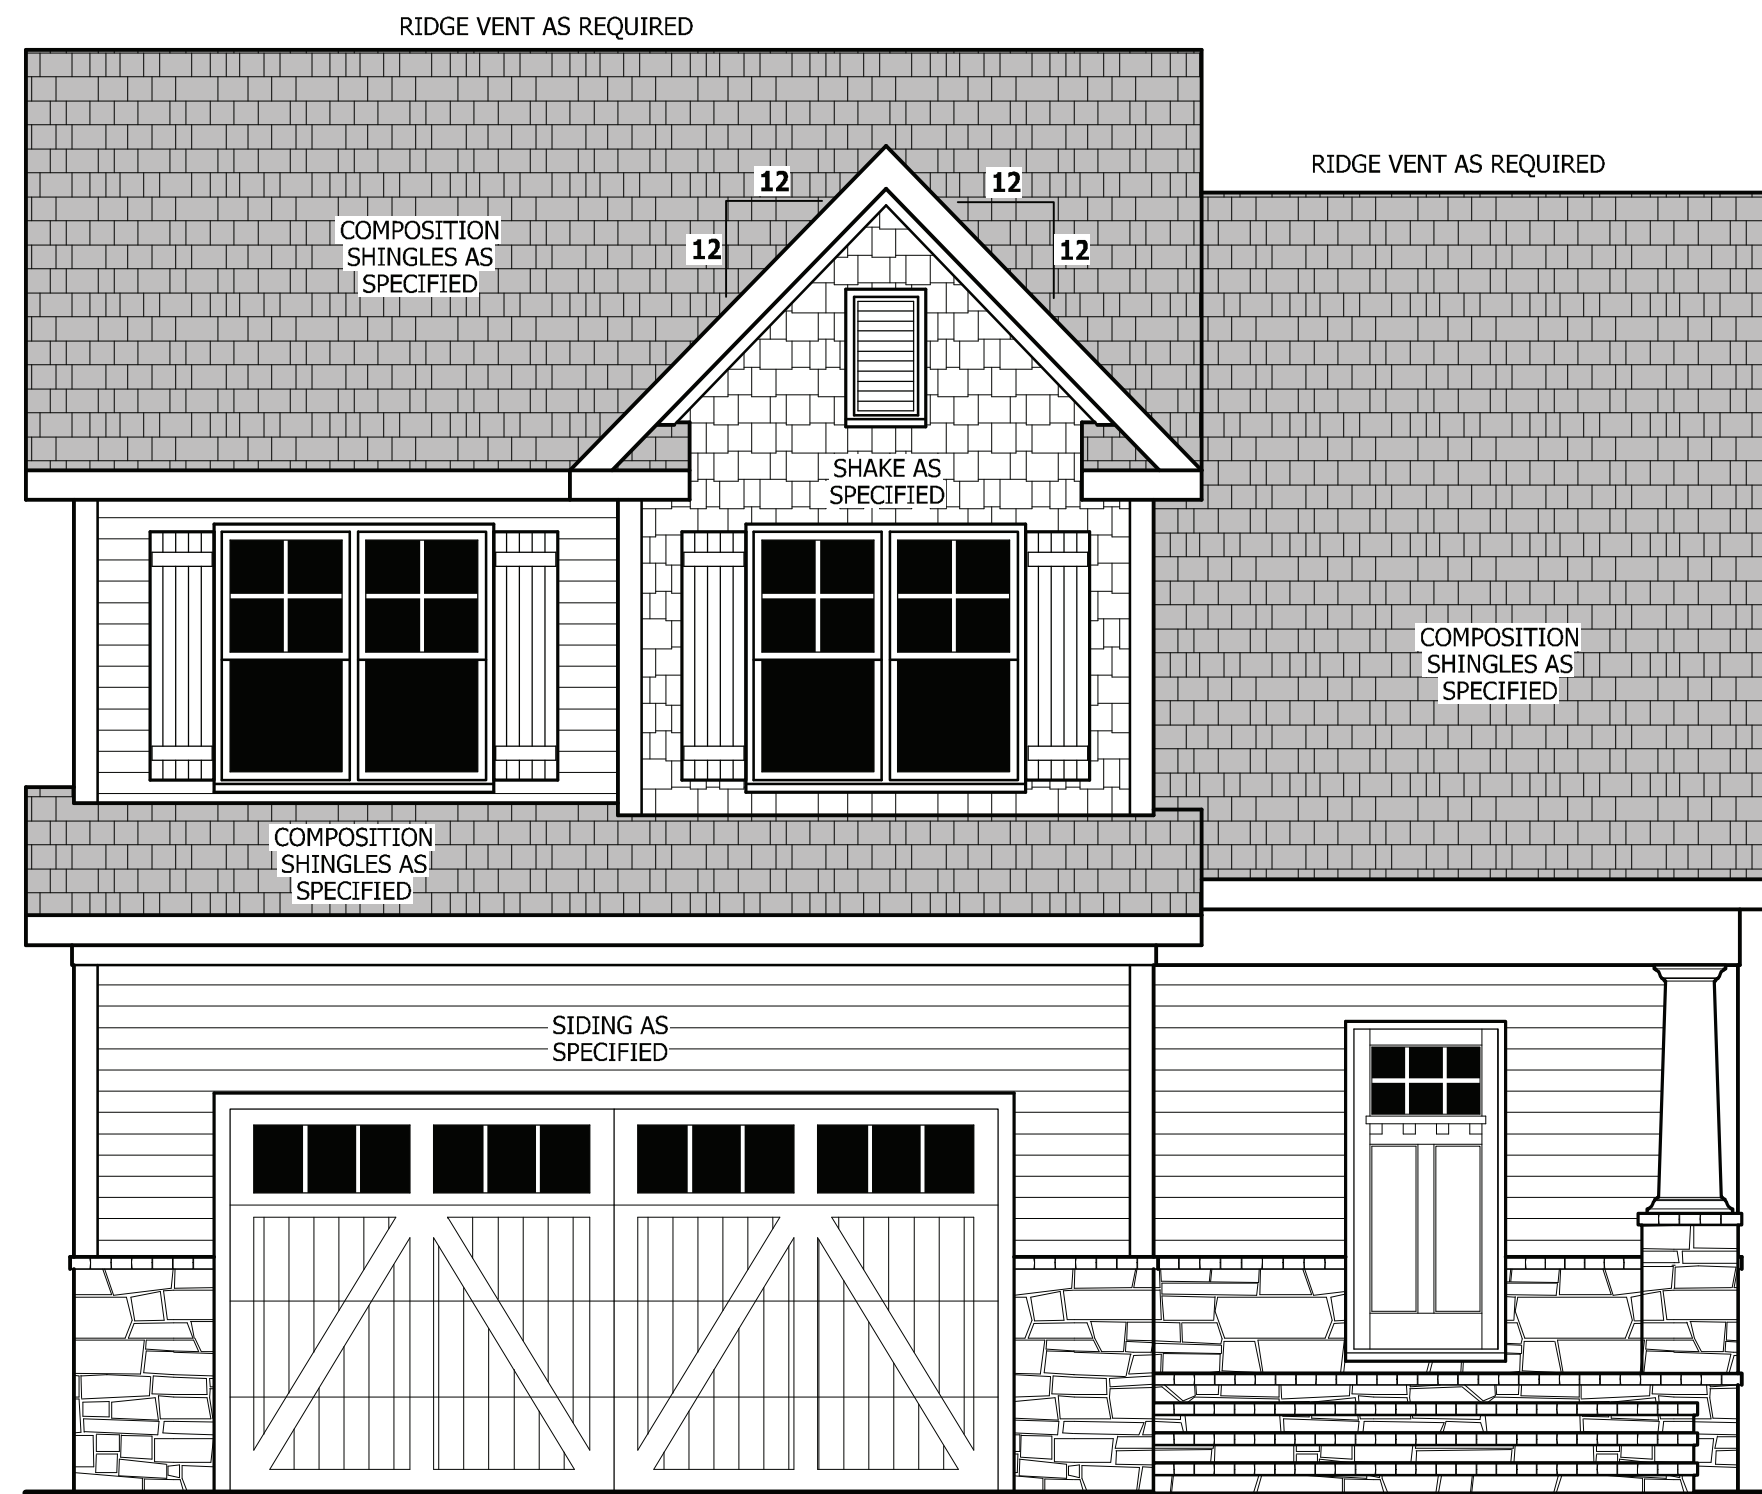 RIDGE VENT AS REQUIRED
RIDGE VENT AS REQUIRED
12
12
12
12
COMPOSITION
SHINGLES AS
SPECIFIED
SHAKE AS
SPECIFIED
COMPOSITION
SHINGLES AS
SPECIFIED
COMPOSITION
SHINGLES AS
SPECIFIED
SIDING AS
SPECIFIED